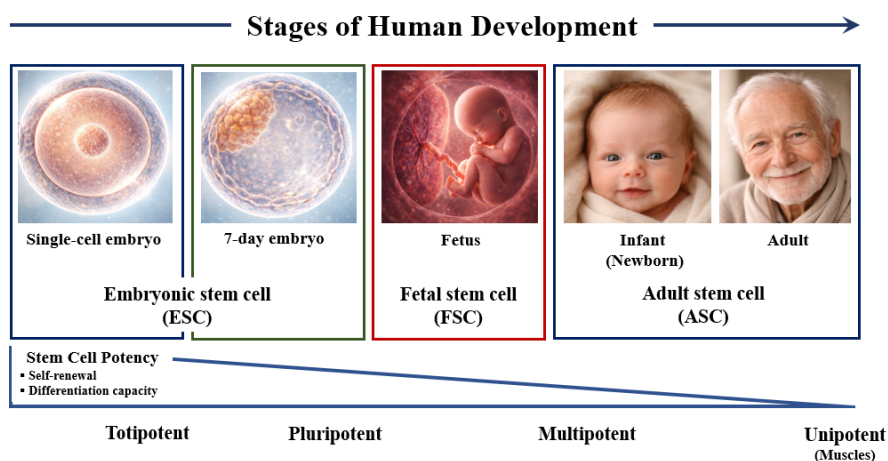 Stages of Human Development
Single-cell embryo
7-day embryo
Fetus
Infant
(Newborn)
Adult
Embryonic stem cell
(ESC)
Fetal stem cell
(FSC)
Adult stem cell
(ASC)
Stem Cell Potency
▪ Self-renewal
▪ Differentiation capacity
Totipotent
Pluripotent
Multipotent
Unipotent
(Muscles)